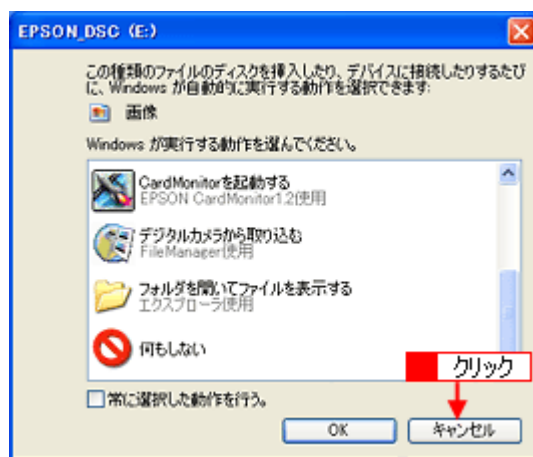 EPSON_DSC (E:)
この種類のファイルのディスクを挿入したり、デバイスに接続したりするたび
に、Windows が自動的に実行する動作を選択できます:
画像
Windows が実行する動作を選んでください。
CardMonitorを起動する
EPSON CardMonitor1.2使用
デジタルカメラから取り込む
FileManager使用
フォルダを開いてファイルを表示する
エクスプローラ使用
何もしない
クリック
常に選択した動作を行う。
OK
キャンセル